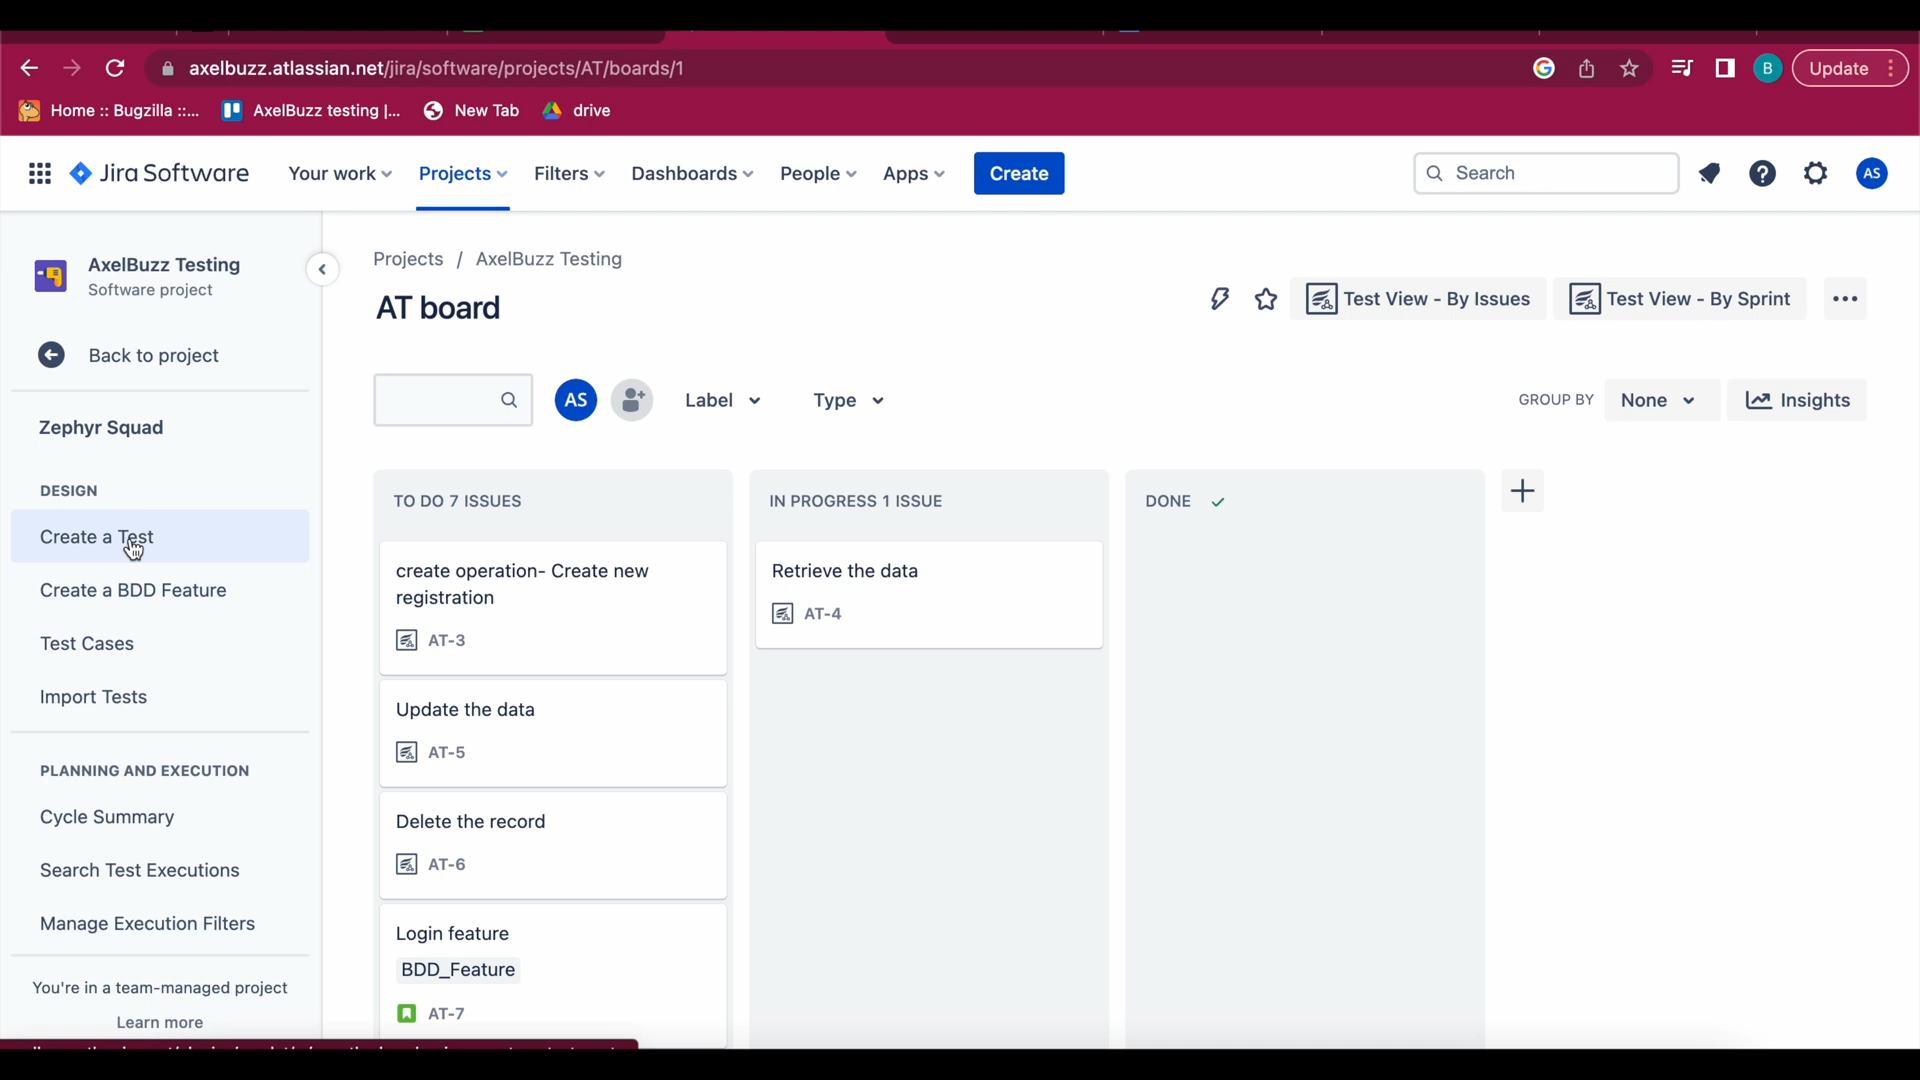 axelbuzz.atlassian.net/jira/software/projects/AT/boards/1
B
Update
Home :: Bugzilla ::...
AxelBuzz testing |...
New Tab
drive
Jira Software
Your work
Projects
Filters
Dashboards
People
Apps
Create
Search
AS
AxelBuzz Testing
Software project
Back to project
Zephyr Squad
DESIGN
Create a Test
Create a BDD Feature
Test Cases
Import Tests
PLANNING AND EXECUTION
Cycle Summary
Search Test Executions
Manage Execution Filters
You're in a team-managed project
Learn more
Projects / AxelBuzz Testing
AT board
Test View - By Issues
Test View - By Sprint
AS
Label
Type
GROUP BY
None
Insights
TO DO 7 ISSUES
create operation- Create new
registration
AT-3
Update the data
AT-5
Delete the record
AT-6
Login feature
BDD_Feature
AT-7
IN PROGRESS 1 ISSUE
Retrieve the data
AT-4
DONE